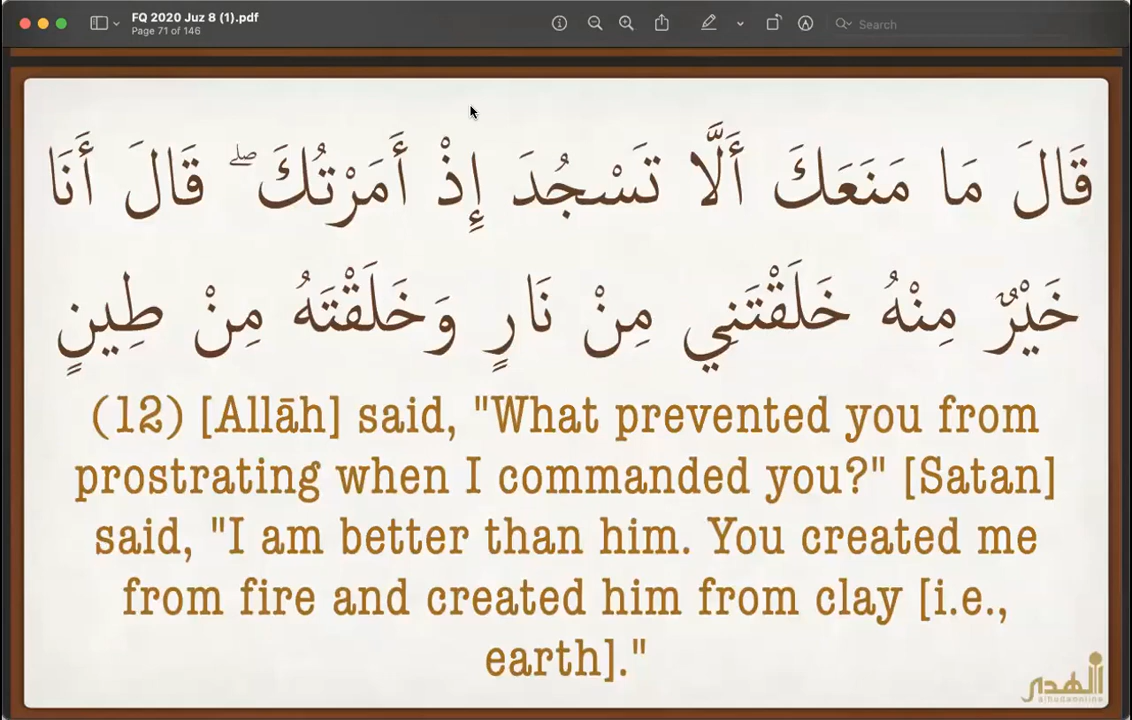 FQ 2020 Juz 8 (1).pdf
Page 71 of 146
Search
قَالَ مَا مَنَعَكَ أَلَّا تَسْجُدَ إِذْ أَمَرْتُكَ ۖ قَالَ أَنَا
خَيْرٌ مِنْهُ خَلَقْتَنِي مِنْ نَارٍ وَخَلَقْتَهُ مِنْ طِينٍ
(12) [Allāh] said, "What prevented you from
prostrating when I commanded you?" [Satan]
said, "I am better than him. You created me
from fire and created him from clay [i.e.,
earth]."
الهدى
alhudaonline